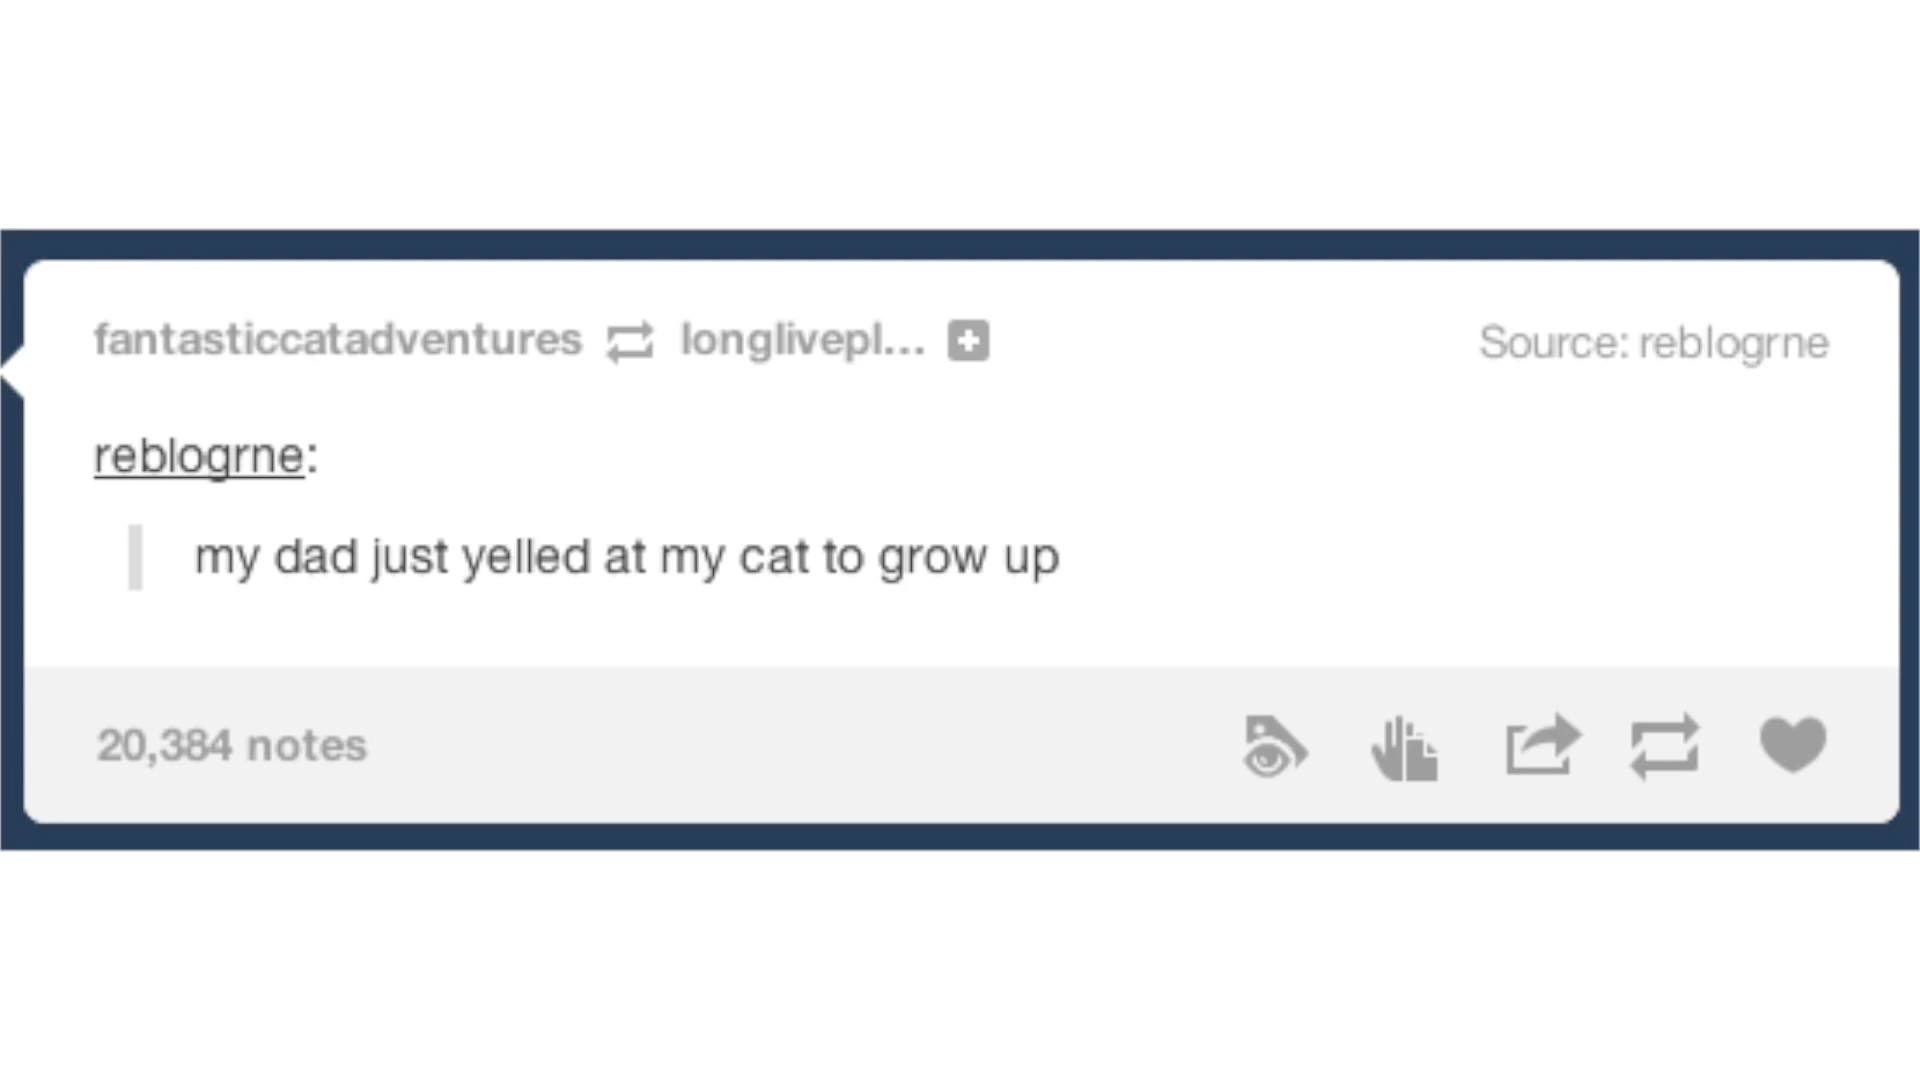 fantasticcatadventures longlivepl... Source: reblogrne
reblogrne:
my dad just yelled at my cat to grow up
20,384 notes